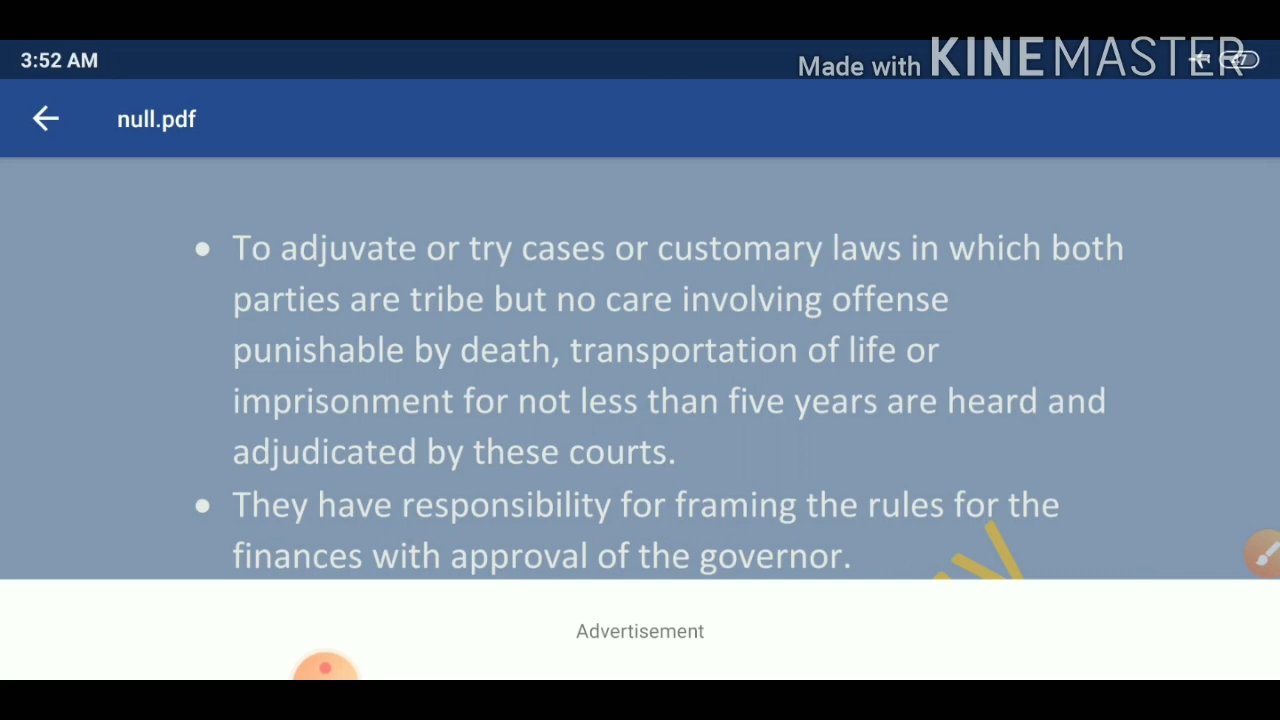 3:52 AM
Made with KINEMASTER
47
null.pdf
• To adjuvate or try cases or customary laws in which both
parties are tribe but no care involving offense
punishable by death, transportation of life or
imprisonment for not less than five years are heard and
adjudicated by these courts.
• They have responsibility for framing the rules for the
finances with approval of the governor.
Advertisement